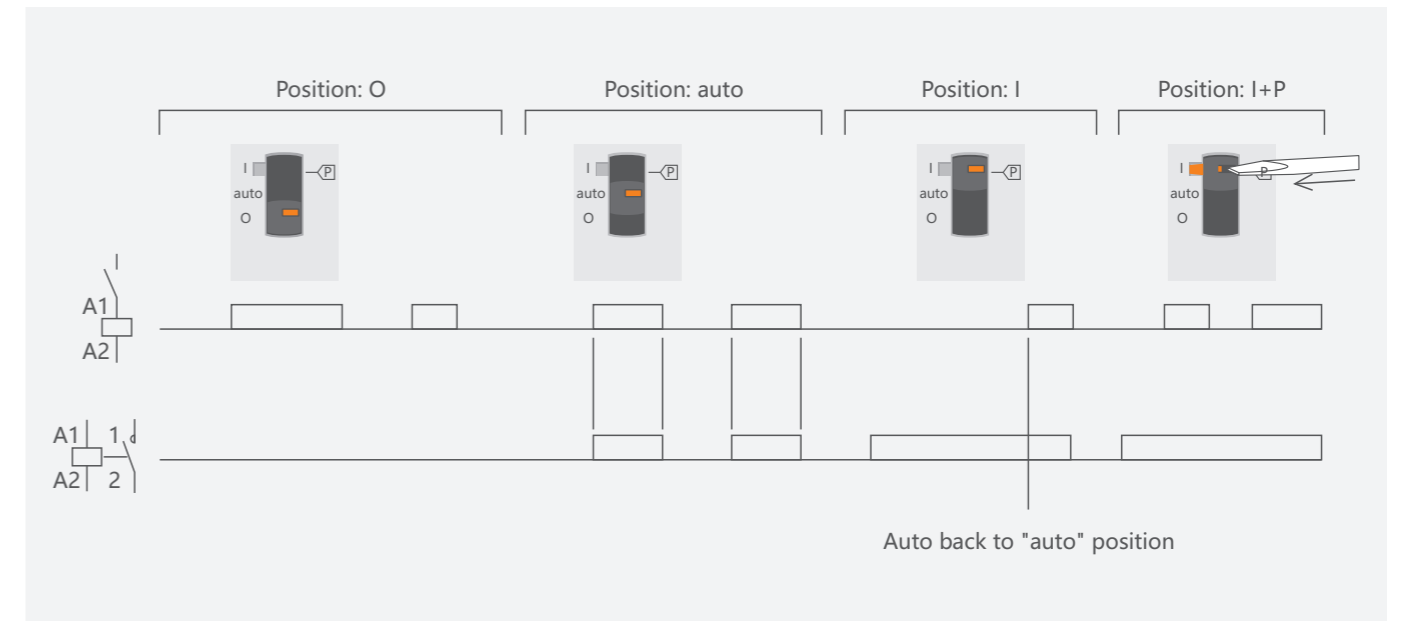 Position: O
Position: auto
Position: I
Position: I+P
I
P
auto
O
I
P
auto
O
I
P
auto
O
I
P
auto
O
A1
A2
A1 1
A2 2
Auto back to "auto" position